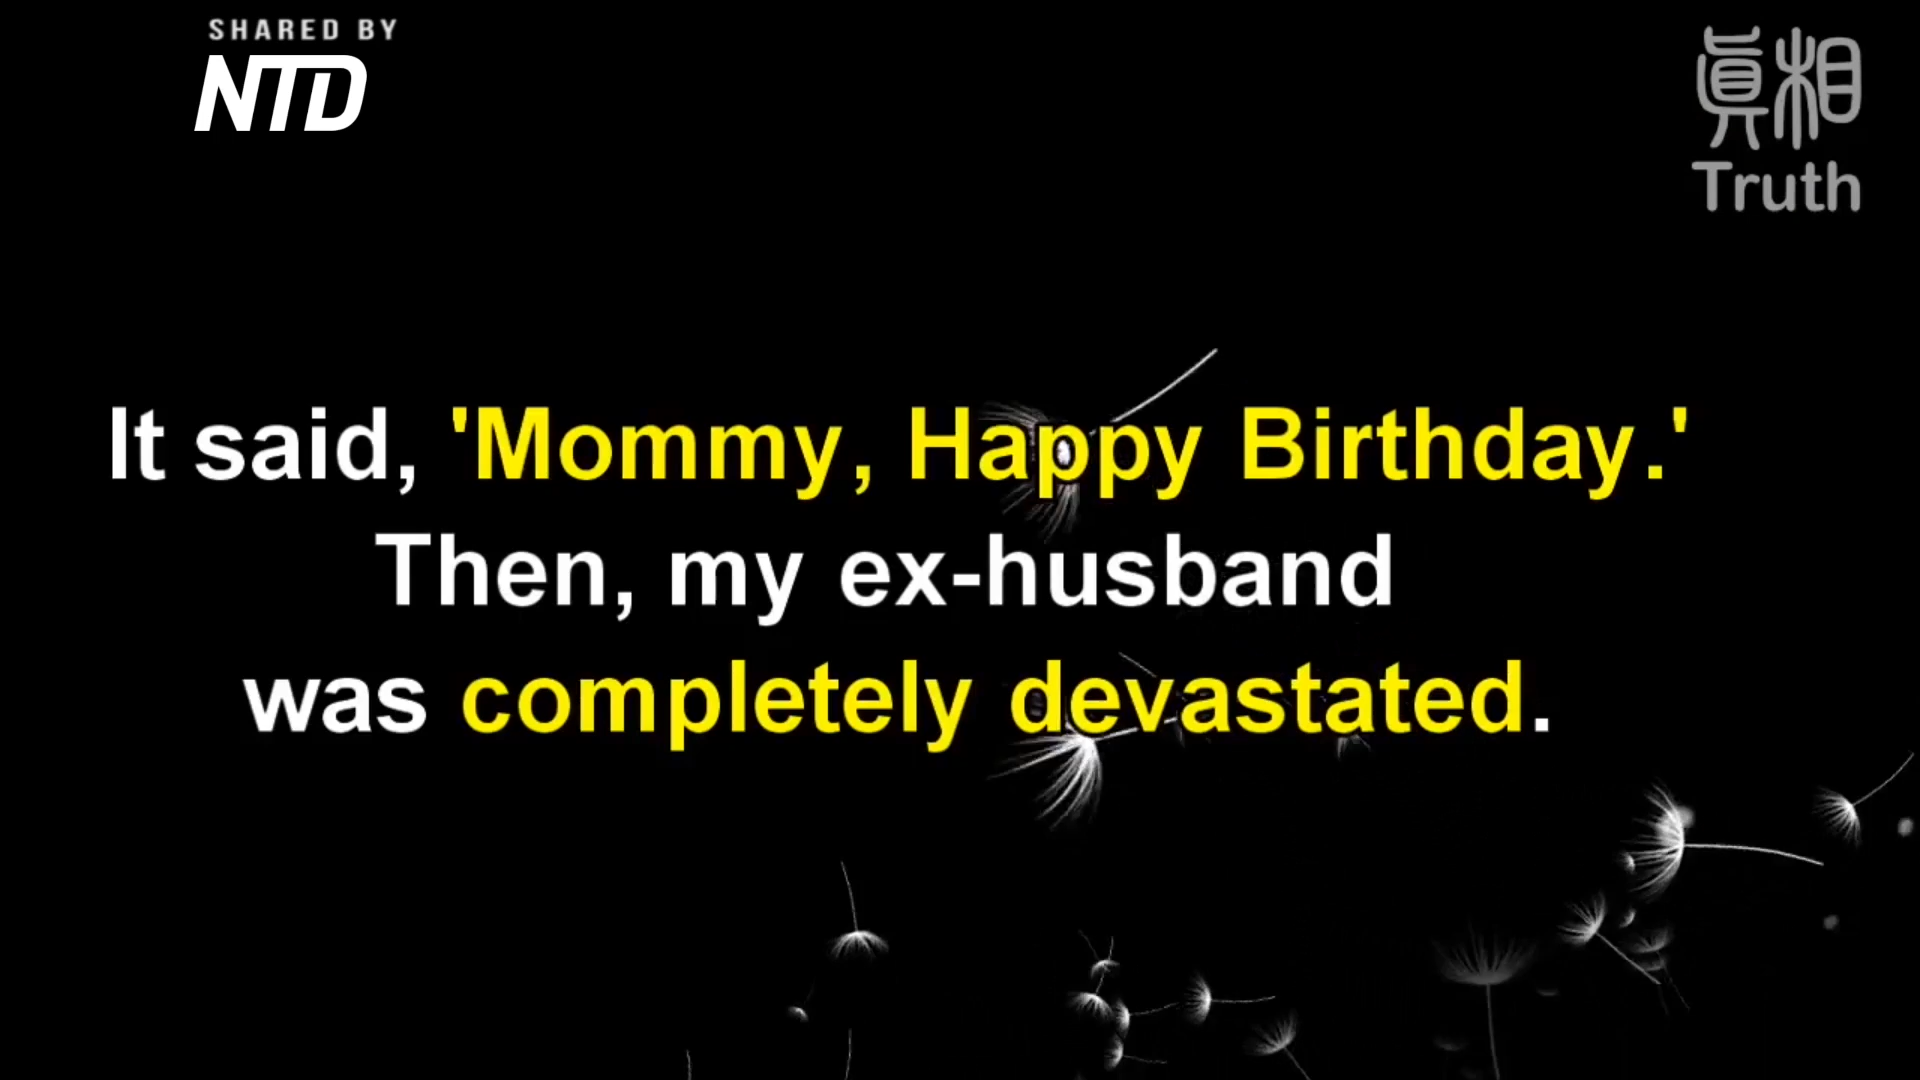 SHARED BY
NTD
眞相
Truth
It said, 'Mommy, Happy Birthday.'
Then, my ex-husband
was completely devastated.